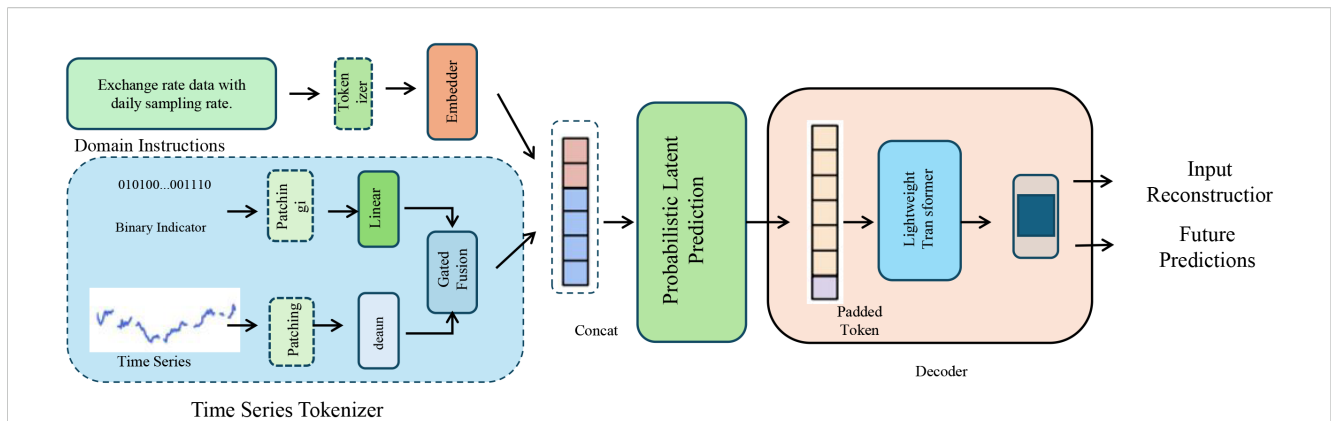 Exchange rate data with
daily sampling rate.
Token
izer
Embedder
Domain Instructions
010100...001110
Binary Indicator
Patchin
gi
Linear
Gated
Fusion
Time Series
Patching
deaun
Time Series Tokenizer
Concat
Probabilistic Latent
Prediction
Padded
Token
Lightweight
Tran sformer
Decoder
Input
Reconstructior
Future
Predictions